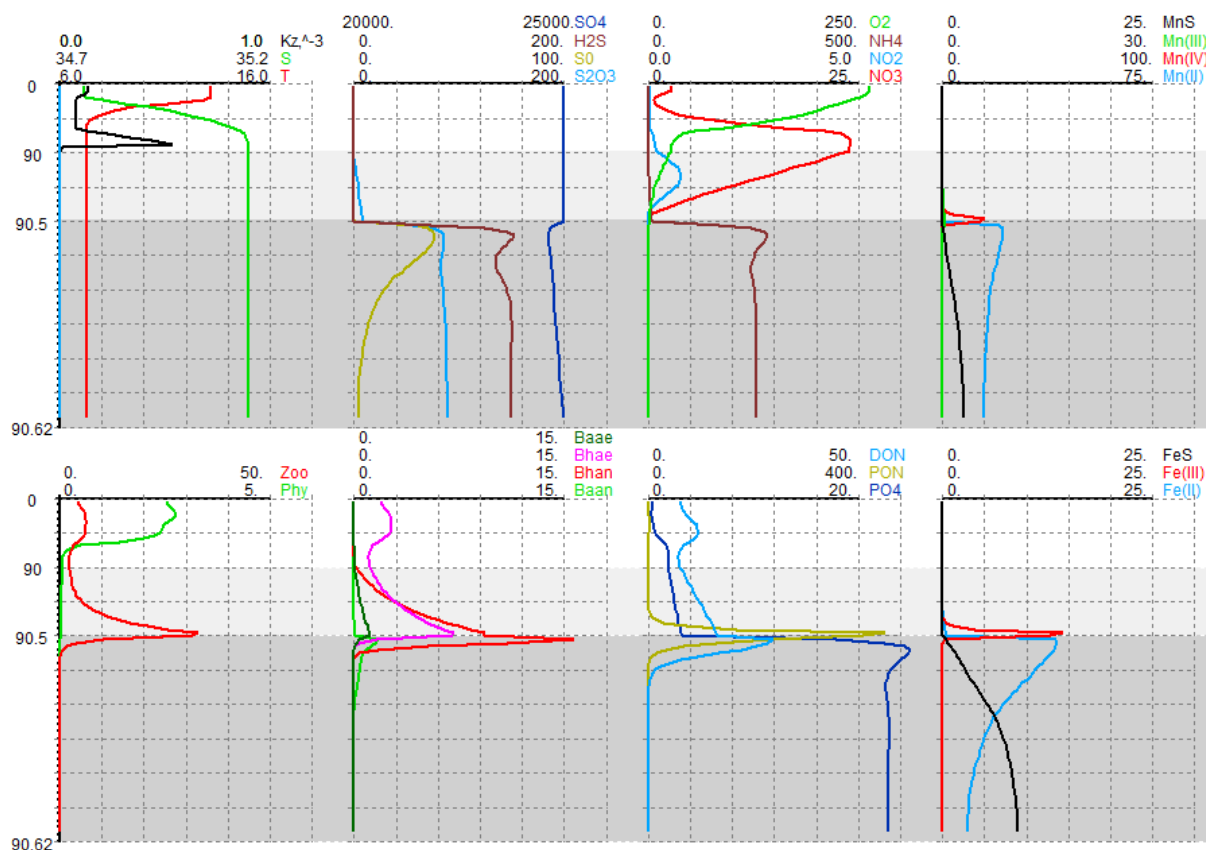 20000. 25000. SO4 0. 250. O2 0. 25. MnS
0.0 1.0 Kz,^-3 0. 200. H2S 0. 500. NH4 0. 30. Mn(III)
34.7 35.2 S 0. 100. S0 0. 5.0 NO2 0. 100. Mn(IV)
6.0 16.0 T 0. 200. S2O3 0. 25. NO3 0. 75. Mn(II)
0
90
90.5
90.62
0. 15. Baae
0. 15. Bhae 0. 50. DON 0. 25. FeS
0. 50. Zoo 0. 15. Bhan 0. 400. PON 0. 25. Fe(III)
0. 5. Phy 0. 15. Baan 0. 20. PO4 0. 25. Fe(II)
0
90
90.5
90.62